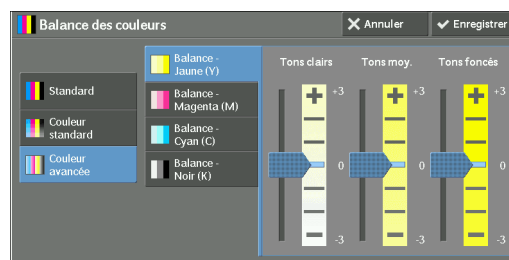 Balance des couleurs
Annuler
Enregistrer
Standard
Couleur
standard
Couleur
avancée
Balance -
Jaune (Y)
Balance -
Magenta (M)
Balance -
Cyan (C)
Balance -
Noir (K)
Tons clairs
Tons moy.
Tons foncés
+3
+3
+3
0
0
0
-3
-3
-3